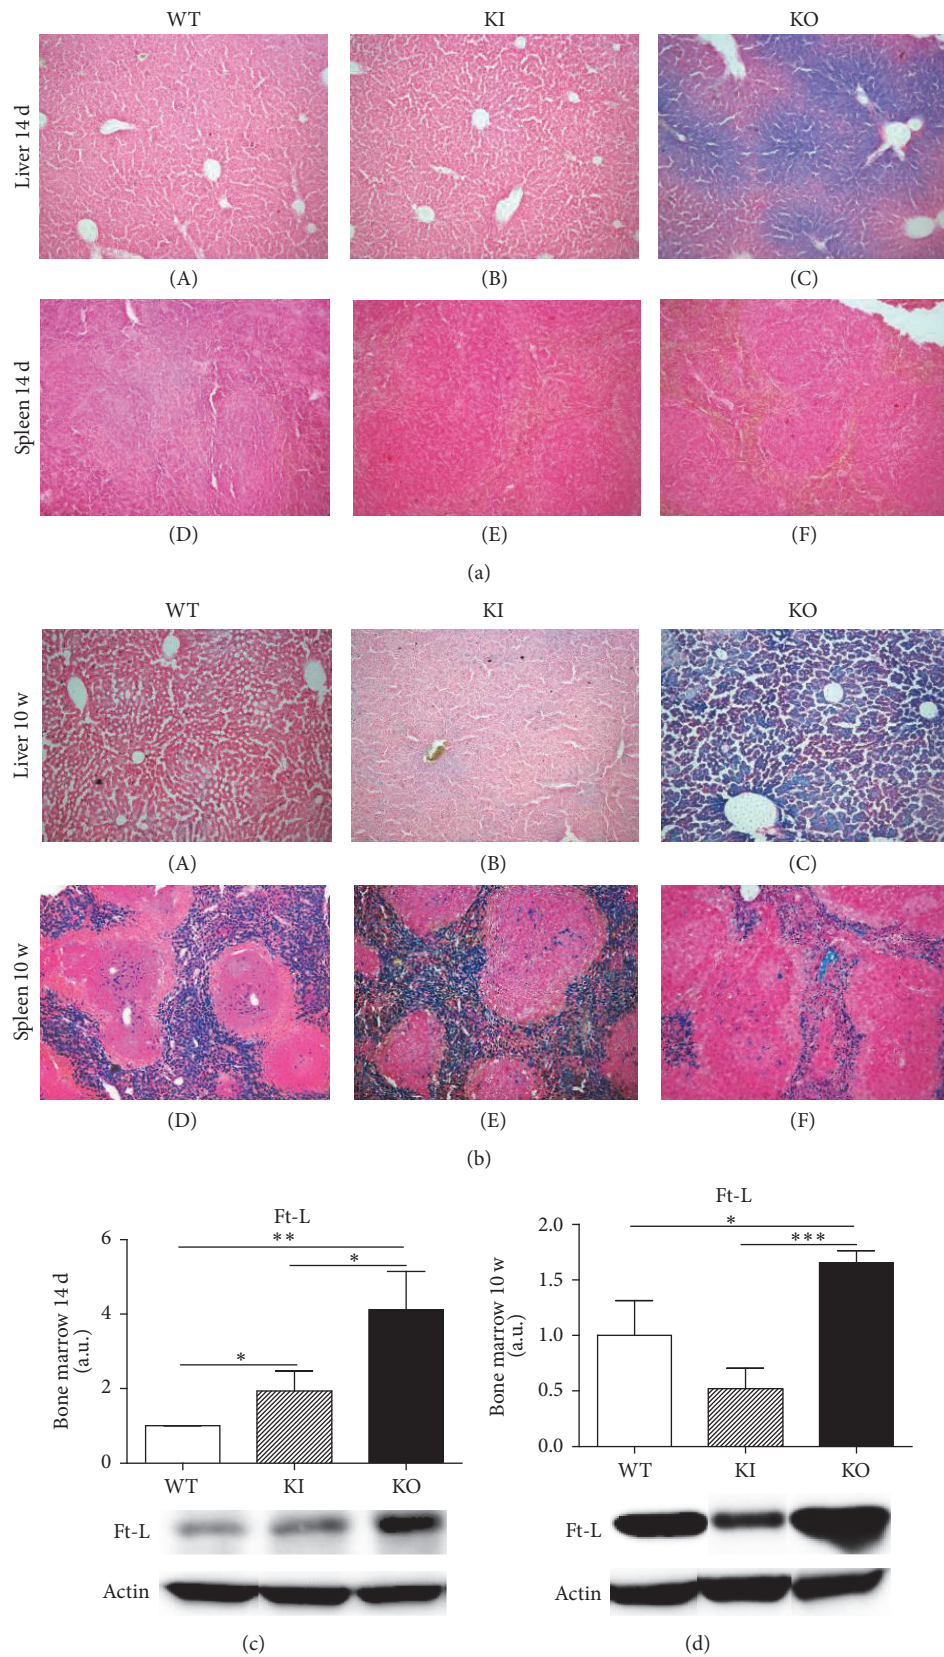 WT KI KO
Liver 14 d
(A) (B) (C)
Spleen 14 d
(D) (E) (F)
(a)
WT KI KO
Liver 10 w
(A) (B) (C)
Spleen 10 w
(D) (E) (F)
(b)
Ft-L
Bone marrow 14 d
(a.u.)
6
4
2
0
**
*
*
WT KI KO
Ft-L
Actin
(c)
Ft-L
Bone marrow 10 w
(a.u.)
2.0
1.5
1.0
0.5
0.0
*
***
WT KI KO
Ft-L
Actin
(d)